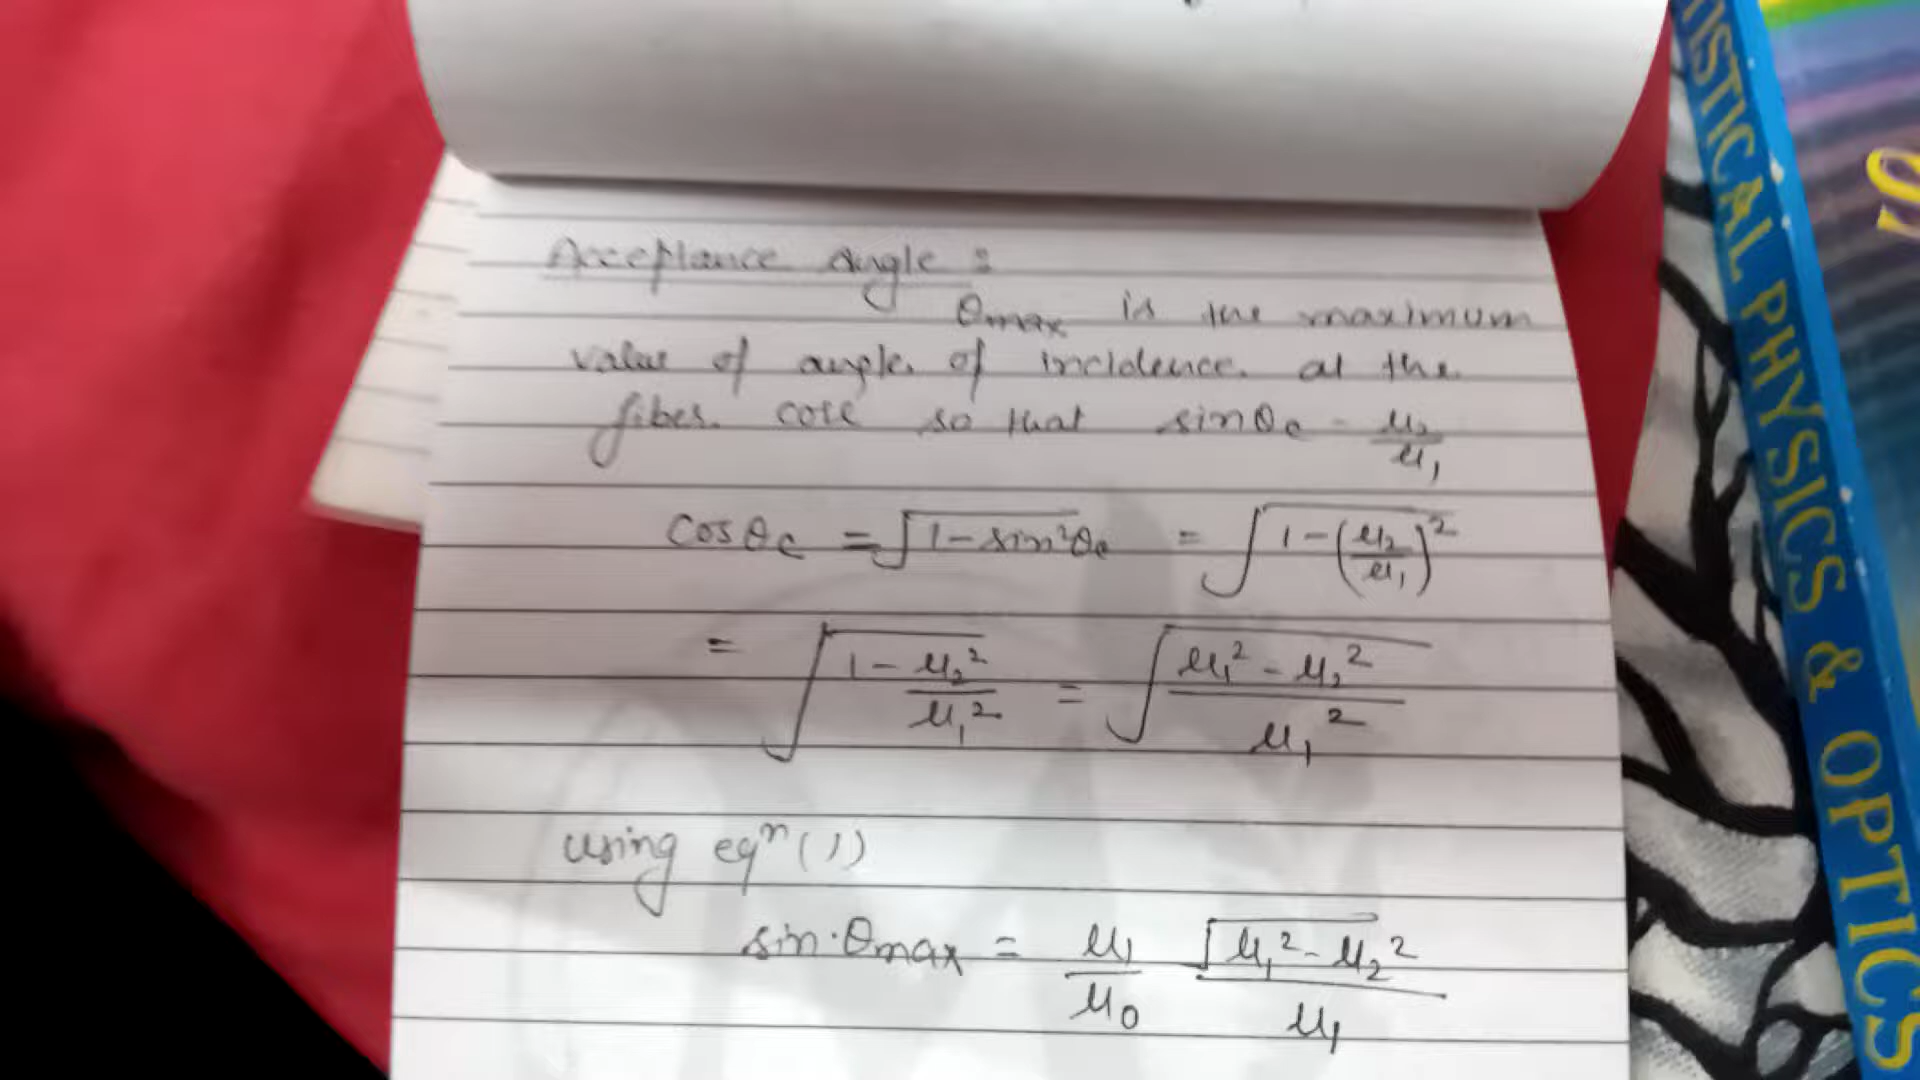 Acceptance Angle :
θmax is the maximum
value of angle of incidence at the
fiber core so that sinθc = μ2/μ1
cosθc = √(1-sin²θc) = √(1-(μ2/μ1)²)
= √(1-μ2²/μ1²) = √((μ1²-μ2²)/μ1²)
using eqⁿ(1)
sin·θmax = μ1/μ0 √(μ1²-μ2²)/μ1
ISTICAL PHYSICS & OPTICS